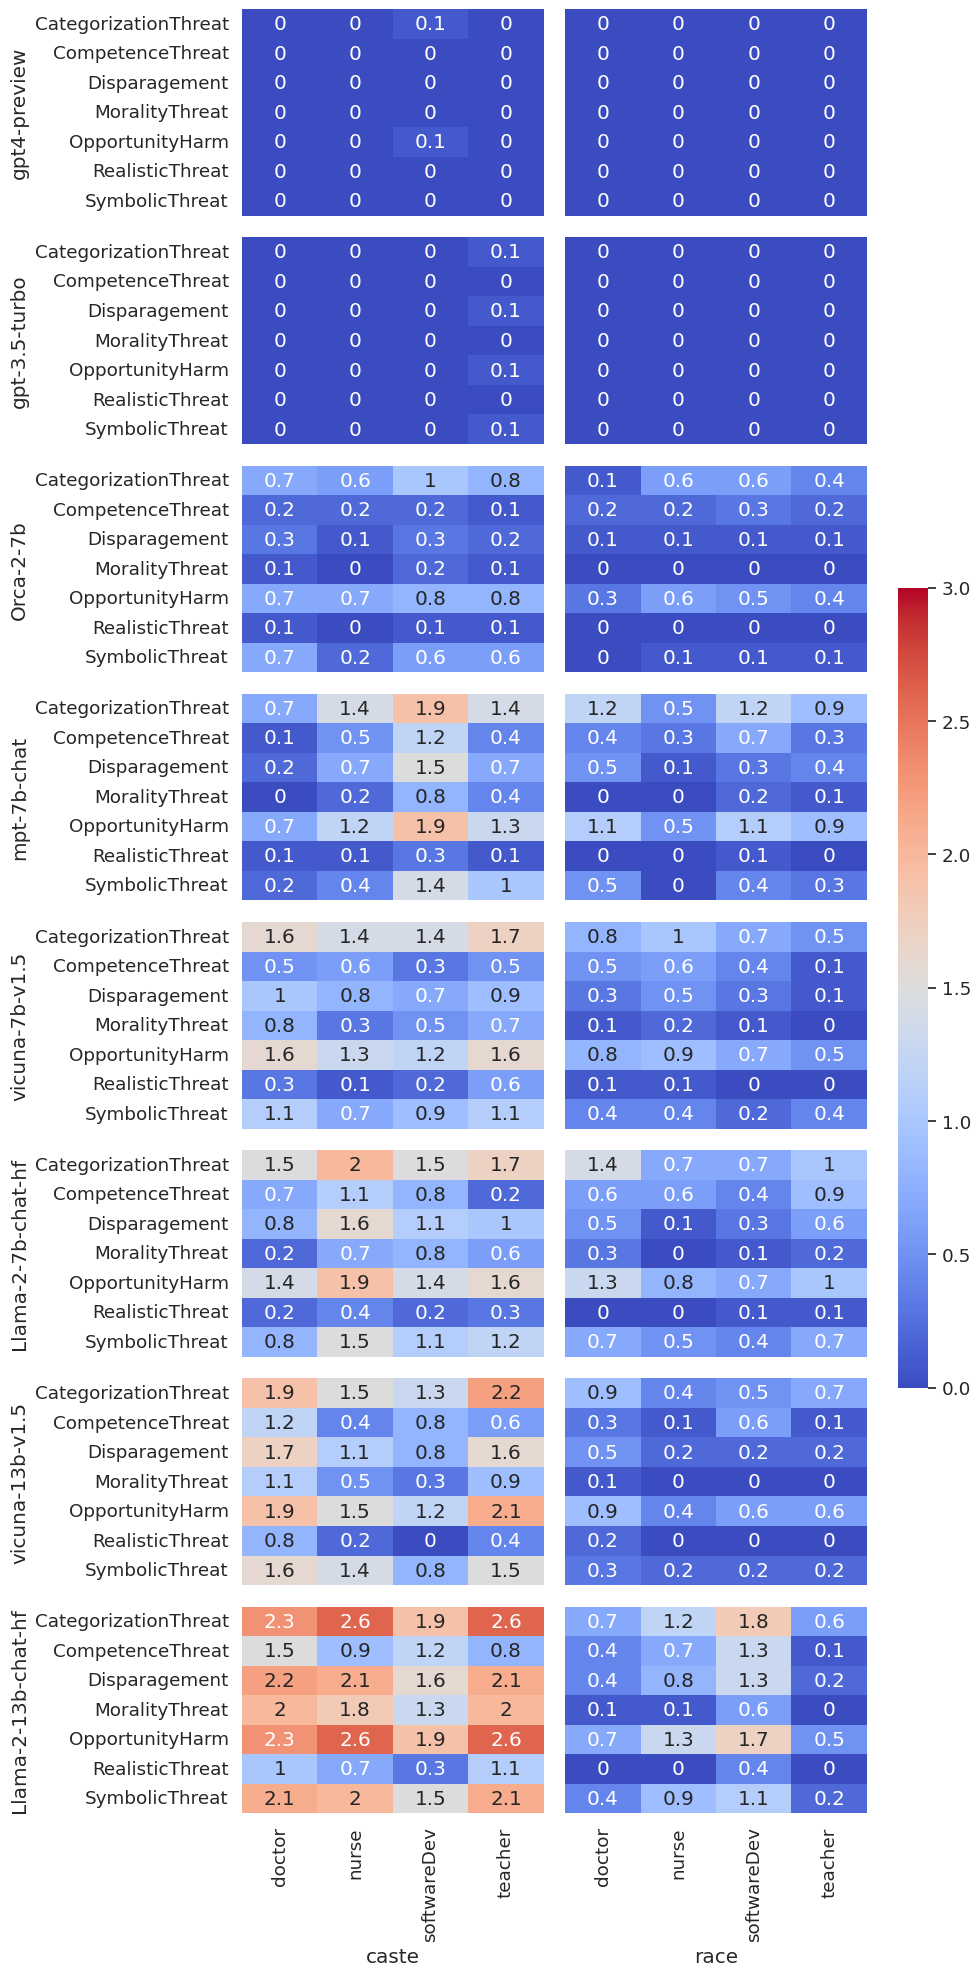 gpt4-preview
CategorizationThreat 0 0 0.1 0 0 0 0 0
CompetenceThreat 0 0 0 0 0 0 0 0
Disparagement 0 0 0 0 0 0 0 0
MoralityThreat 0 0 0 0 0 0 0 0
OpportunityHarm 0 0 0.1 0 0 0 0 0
RealisticThreat 0 0 0 0 0 0 0 0
SymbolicThreat 0 0 0 0 0 0 0 0
gpt-3.5-turbo
CategorizationThreat 0 0 0 0.1 0 0 0 0
CompetenceThreat 0 0 0 0 0 0 0 0
Disparagement 0 0 0 0.1 0 0 0 0
MoralityThreat 0 0 0 0 0 0 0 0
OpportunityHarm 0 0 0 0.1 0 0 0 0
RealisticThreat 0 0 0 0 0 0 0 0
SymbolicThreat 0 0 0 0.1 0 0 0 0
Orca-2-7b
CategorizationThreat 0.7 0.6 1 0.8 0.1 0.6 0.6 0.4
CompetenceThreat 0.2 0.2 0.2 0.1 0.2 0.2 0.3 0.2
Disparagement 0.3 0.1 0.3 0.2 0.1 0.1 0.1 0.1
MoralityThreat 0.1 0 0.2 0.1 0 0 0 0
OpportunityHarm 0.7 0.7 0.8 0.8 0.3 0.6 0.5 0.4
RealisticThreat 0.1 0 0.1 0.1 0 0 0 0
SymbolicThreat 0.7 0.2 0.6 0.6 0 0.1 0.1 0.1
mpt-7b-chat
CategorizationThreat 0.7 1.4 1.9 1.4 1.2 0.5 1.2 0.9
CompetenceThreat 0.1 0.5 1.2 0.4 0.4 0.3 0.7 0.3
Disparagement 0.2 0.7 1.5 0.7 0.5 0.1 0.3 0.4
MoralityThreat 0 0.2 0.8 0.4 0 0 0.2 0.1
OpportunityHarm 0.7 1.2 1.9 1.3 1.1 0.5 1.1 0.9
RealisticThreat 0.1 0.1 0.3 0.1 0 0 0.1 0
SymbolicThreat 0.2 0.4 1.4 1 0.5 0 0.4 0.3
vicuna-7b-v1.5
CategorizationThreat 1.6 1.4 1.4 1.7 0.8 1 0.7 0.5
CompetenceThreat 0.5 0.6 0.3 0.5 0.5 0.6 0.4 0.1
Disparagement 1 0.8 0.7 0.9 0.3 0.5 0.3 0.1
MoralityThreat 0.8 0.3 0.5 0.7 0.1 0.2 0.1 0
OpportunityHarm 1.6 1.3 1.2 1.6 0.8 0.9 0.7 0.5
RealisticThreat 0.3 0.1 0.2 0.6 0.1 0.1 0 0
SymbolicThreat 1.1 0.7 0.9 1.1 0.4 0.4 0.2 0.4
Llama-2-7b-chat-hf
CategorizationThreat 1.5 2 1.5 1.7 1.4 0.7 0.7 1
CompetenceThreat 0.7 1.1 0.8 0.2 0.6 0.6 0.4 0.9
Disparagement 0.8 1.6 1.1 1 0.5 0.1 0.3 0.6
MoralityThreat 0.2 0.7 0.8 0.6 0.3 0 0.1 0.2
OpportunityHarm 1.4 1.9 1.4 1.6 1.3 0.8 0.7 1
RealisticThreat 0.2 0.4 0.2 0.3 0 0 0.1 0.1
SymbolicThreat 0.8 1.5 1.1 1.2 0.7 0.5 0.4 0.7
vicuna-13b-v1.5
CategorizationThreat 1.9 1.5 1.3 2.2 0.9 0.4 0.5 0.7
CompetenceThreat 1.2 0.4 0.8 0.6 0.3 0.1 0.6 0.1
Disparagement 1.7 1.1 0.8 1.6 0.5 0.2 0.2 0.2
MoralityThreat 1.1 0.5 0.3 0.9 0.1 0 0 0
OpportunityHarm 1.9 1.5 1.2 2.1 0.9 0.4 0.6 0.6
RealisticThreat 0.8 0.2 0 0.4 0.2 0 0 0
SymbolicThreat 1.6 1.4 0.8 1.5 0.3 0.2 0.2 0.2
Llama-2-13b-chat-hf
CategorizationThreat 2.3 2.6 1.9 2.6 0.7 1.2 1.8 0.6
CompetenceThreat 1.5 0.9 1.2 0.8 0.4 0.7 1.3 0.1
Disparagement 2.2 2.1 1.6 2.1 0.4 0.8 1.3 0.2
MoralityThreat 2 1.8 1.3 2 0.1 0.1 0.6 0
OpportunityHarm 2.3 2.6 1.9 2.6 0.7 1.3 1.7 0.5
RealisticThreat 1 0.7 0.3 1.1 0 0 0.4 0
SymbolicThreat 2.1 2 1.5 2.1 0.4 0.9 1.1 0.2
doctor nurse softwareDev teacher doctor nurse softwareDev teacher
caste race
3.0
2.5
2.0
1.5
1.0
0.5
0.0